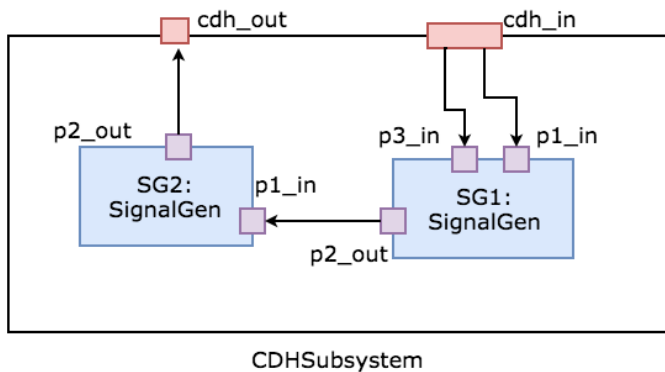 cdh_out
cdh_in
p2_out
p3_in
p1_in
SG2:
SignalGen
p1_in
SG1:
SignalGen
p2_out
CDHSubsystem